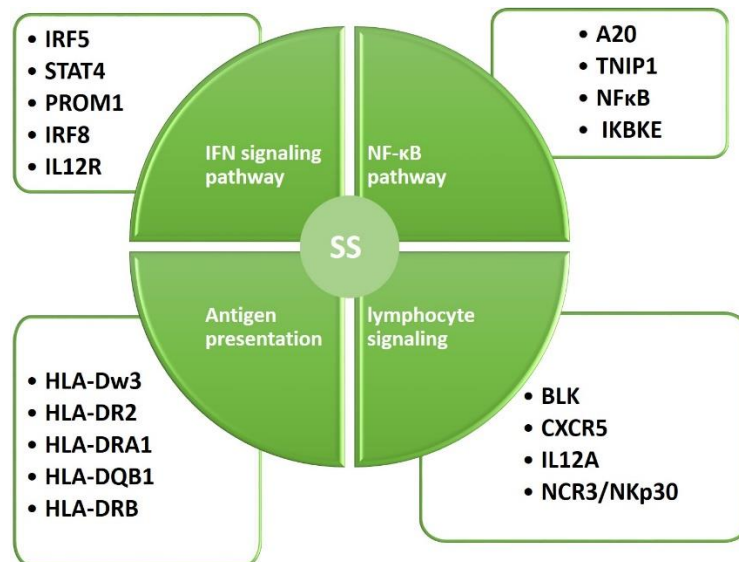 • IRF5
• STAT4
• PROM1
• IRF8
• IL12R
• A20
• TNIP1
• NFκB
• IKBKE
IFN signaling
pathway
NF-κB
pathway
SS
Antigen
presentation
lymphocyte
signaling
• HLA-Dw3
• HLA-DR2
• HLA-DRA1
• HLA-DQB1
• HLA-DRB
• BLK
• CXCR5
• IL12A
• NCR3/NKp30